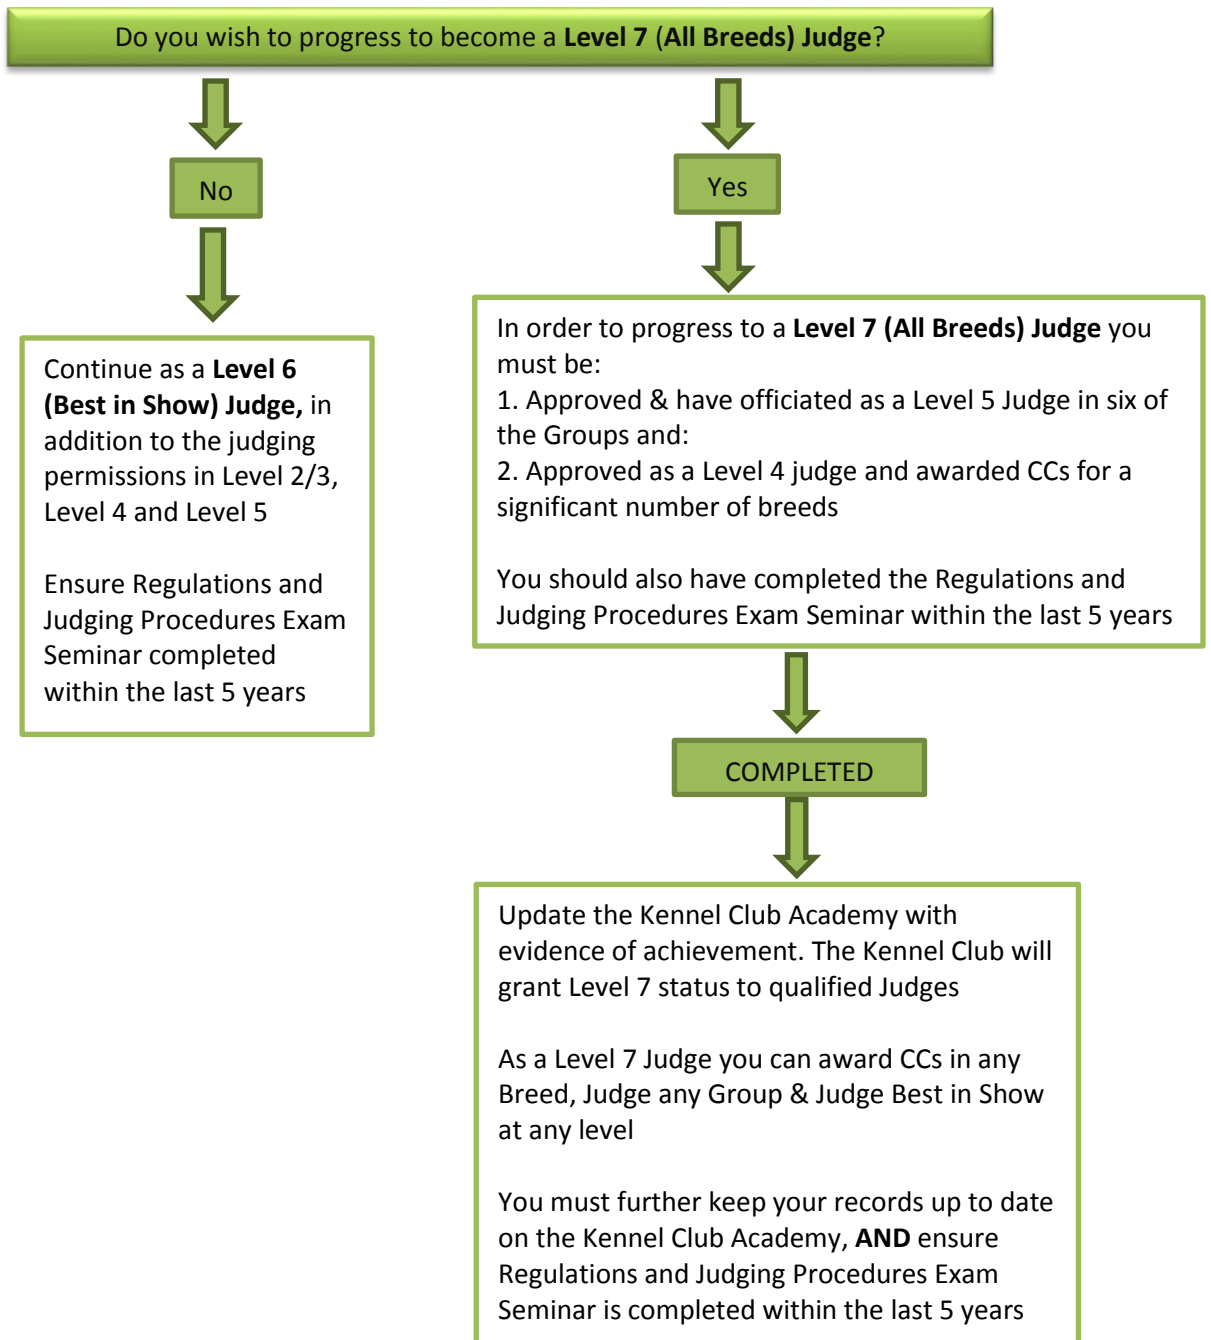 Do you wish to progress to become a Level 7 (All Breeds) Judge?
No
Yes
Continue as a Level 6
(Best in Show) Judge, in
addition to the judging
permissions in Level 2/3,
Level 4 and Level 5
Ensure Regulations and
Judging Procedures Exam
Seminar completed
within the last 5 years
In order to progress to a Level 7 (All Breeds) Judge you
must be:
1. Approved & have officiated as a Level 5 Judge in six of
the Groups and:
2. Approved as a Level 4 judge and awarded CCs for a
significant number of breeds
You should also have completed the Regulations and
Judging Procedures Exam Seminar within the last 5 years
COMPLETED
Update the Kennel Club Academy with
evidence of achievement. The Kennel Club will
grant Level 7 status to qualified Judges
As a Level 7 Judge you can award CCs in any
Breed, Judge any Group & Judge Best in Show
at any level
You must further keep your records up to date
on the Kennel Club Academy, AND ensure
Regulations and Judging Procedures Exam
Seminar is completed within the last 5 years